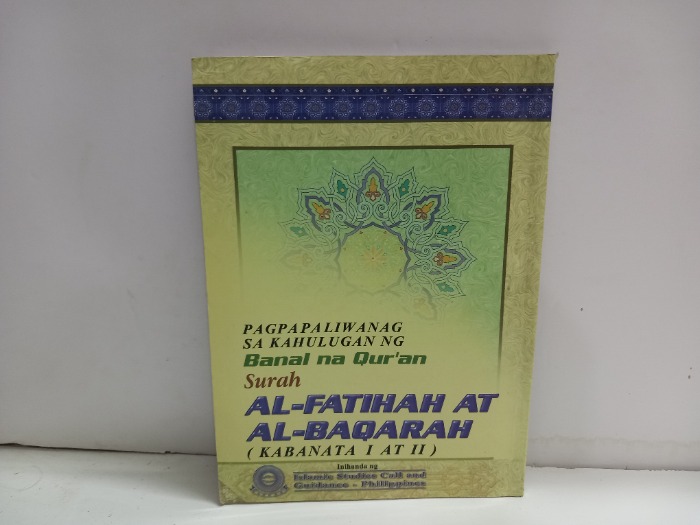 PAGPAPALIWANAG
SA KAHULUGAN NG
Banal na Qur'an
Surah
AL-FATIHAH AT
AL-BAQARAH
( KABANATA I AT II )
Inihanda ng
Islamic Studies Call and
Guidance - Philippines